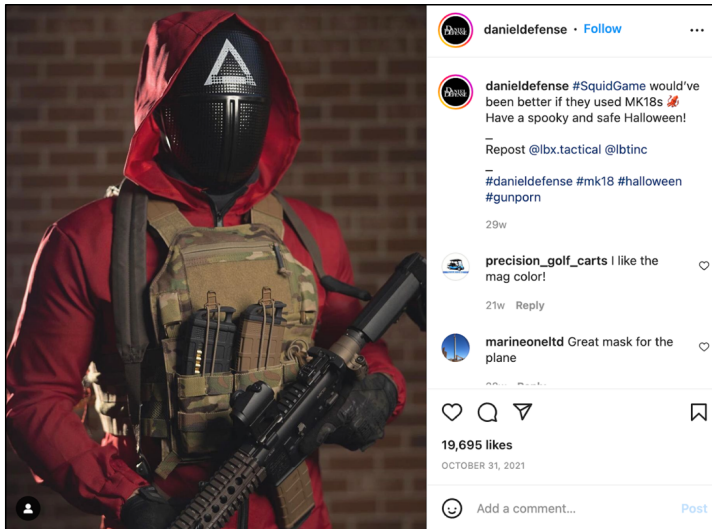 danieldefense • Follow
danieldefense #SquidGame would've
been better if they used MK18s 🦂
Have a spooky and safe Halloween!
_
Repost @lbx.tactical @lbtinc
_
#danieldefense #mk18 #halloween
#gunporn
29w
precision_golf_carts I like the
mag color!
21w Reply
marineoneltd Great mask for the
plane
Reply
19,695 likes
OCTOBER 31, 2021
Add a comment... Post